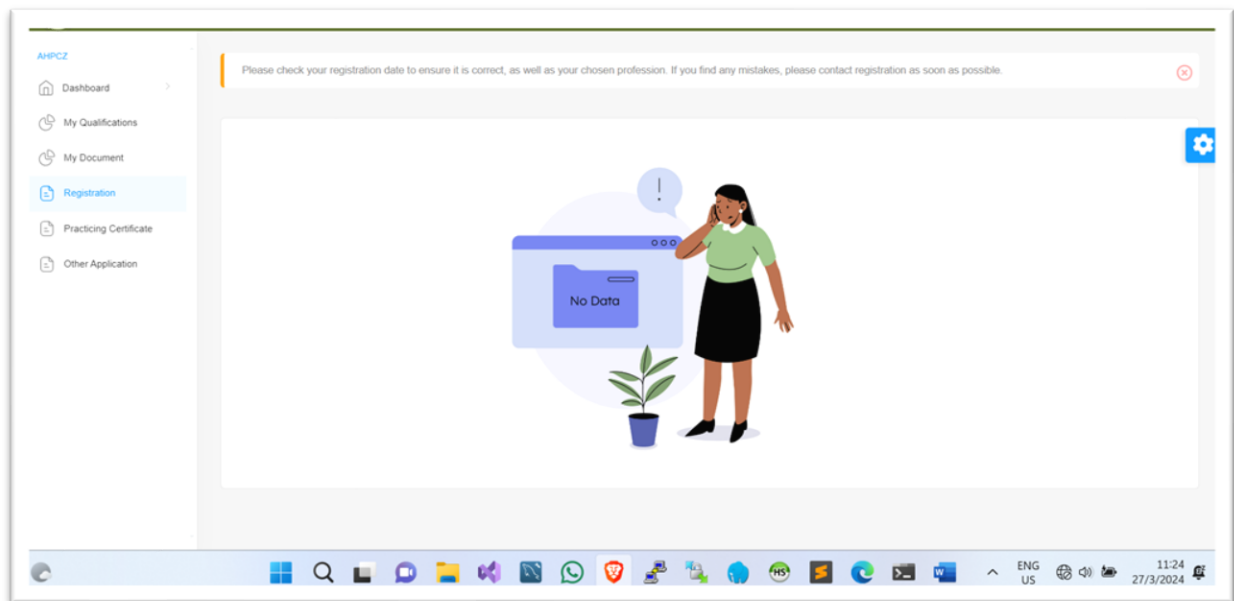 AHPCZ
Dashboard
My Qualifications
My Document
Registration
Practicing Certificate
Other Application
Please check your registration date to ensure it is correct, as well as your chosen profession. If you find any mistakes, please contact registration as soon as possible.
!
No Data
HS
S
W
ENG
US
11:24
27/3/2024